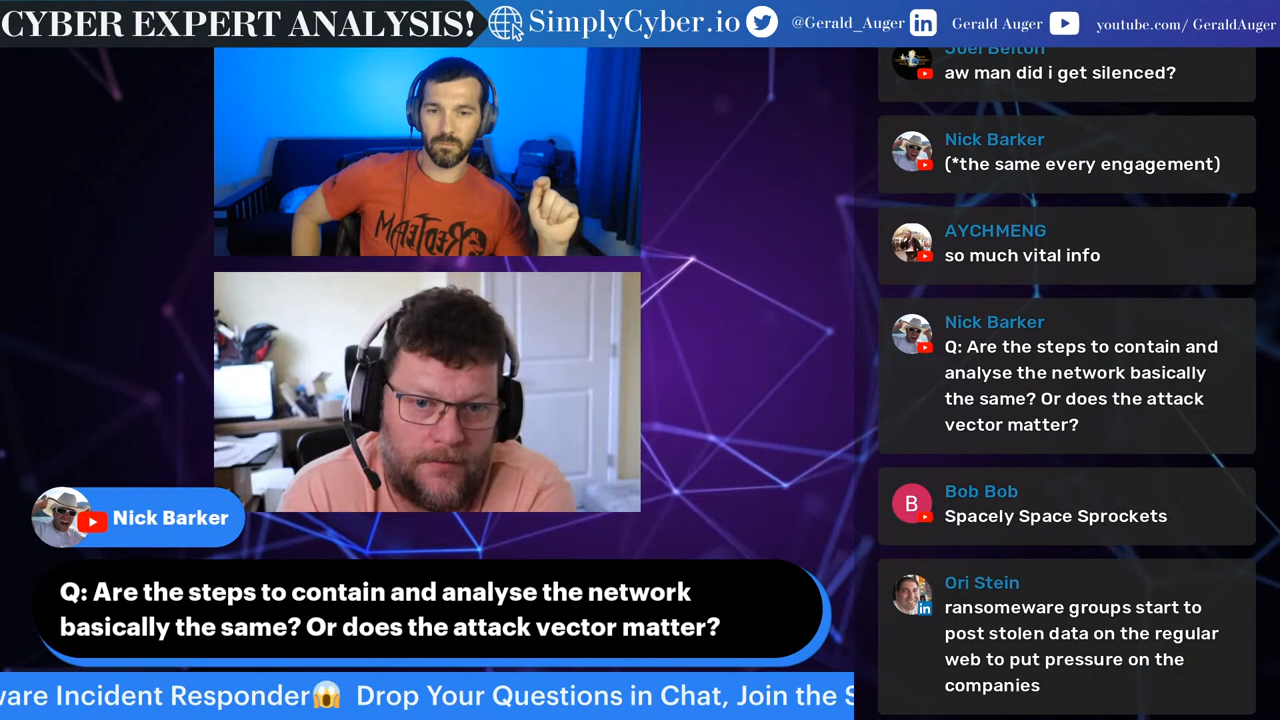 CYBER EXPERT ANALYSIS!
SimplyCyber.io
@Gerald_Auger
Gerald Auger
youtube.com/ GeraldAuger
Joel Belton
aw man did i get silenced?
Nick Barker
(*the same every engagement)
AYCHMENG
so much vital info
Nick Barker
Q: Are the steps to contain and
analyse the network basically
the same? Or does the attack
vector matter?
Bob Bob
Spacely Space Sprockets
Ori Stein
ransomeware groups start to
post stolen data on the regular
web to put pressure on the
companies
REDTEAM
Nick Barker
Q: Are the steps to contain and analyse the network
basically the same? Or does the attack vector matter?
ware Incident Responder😱 Drop Your Questions in Chat, Join the S